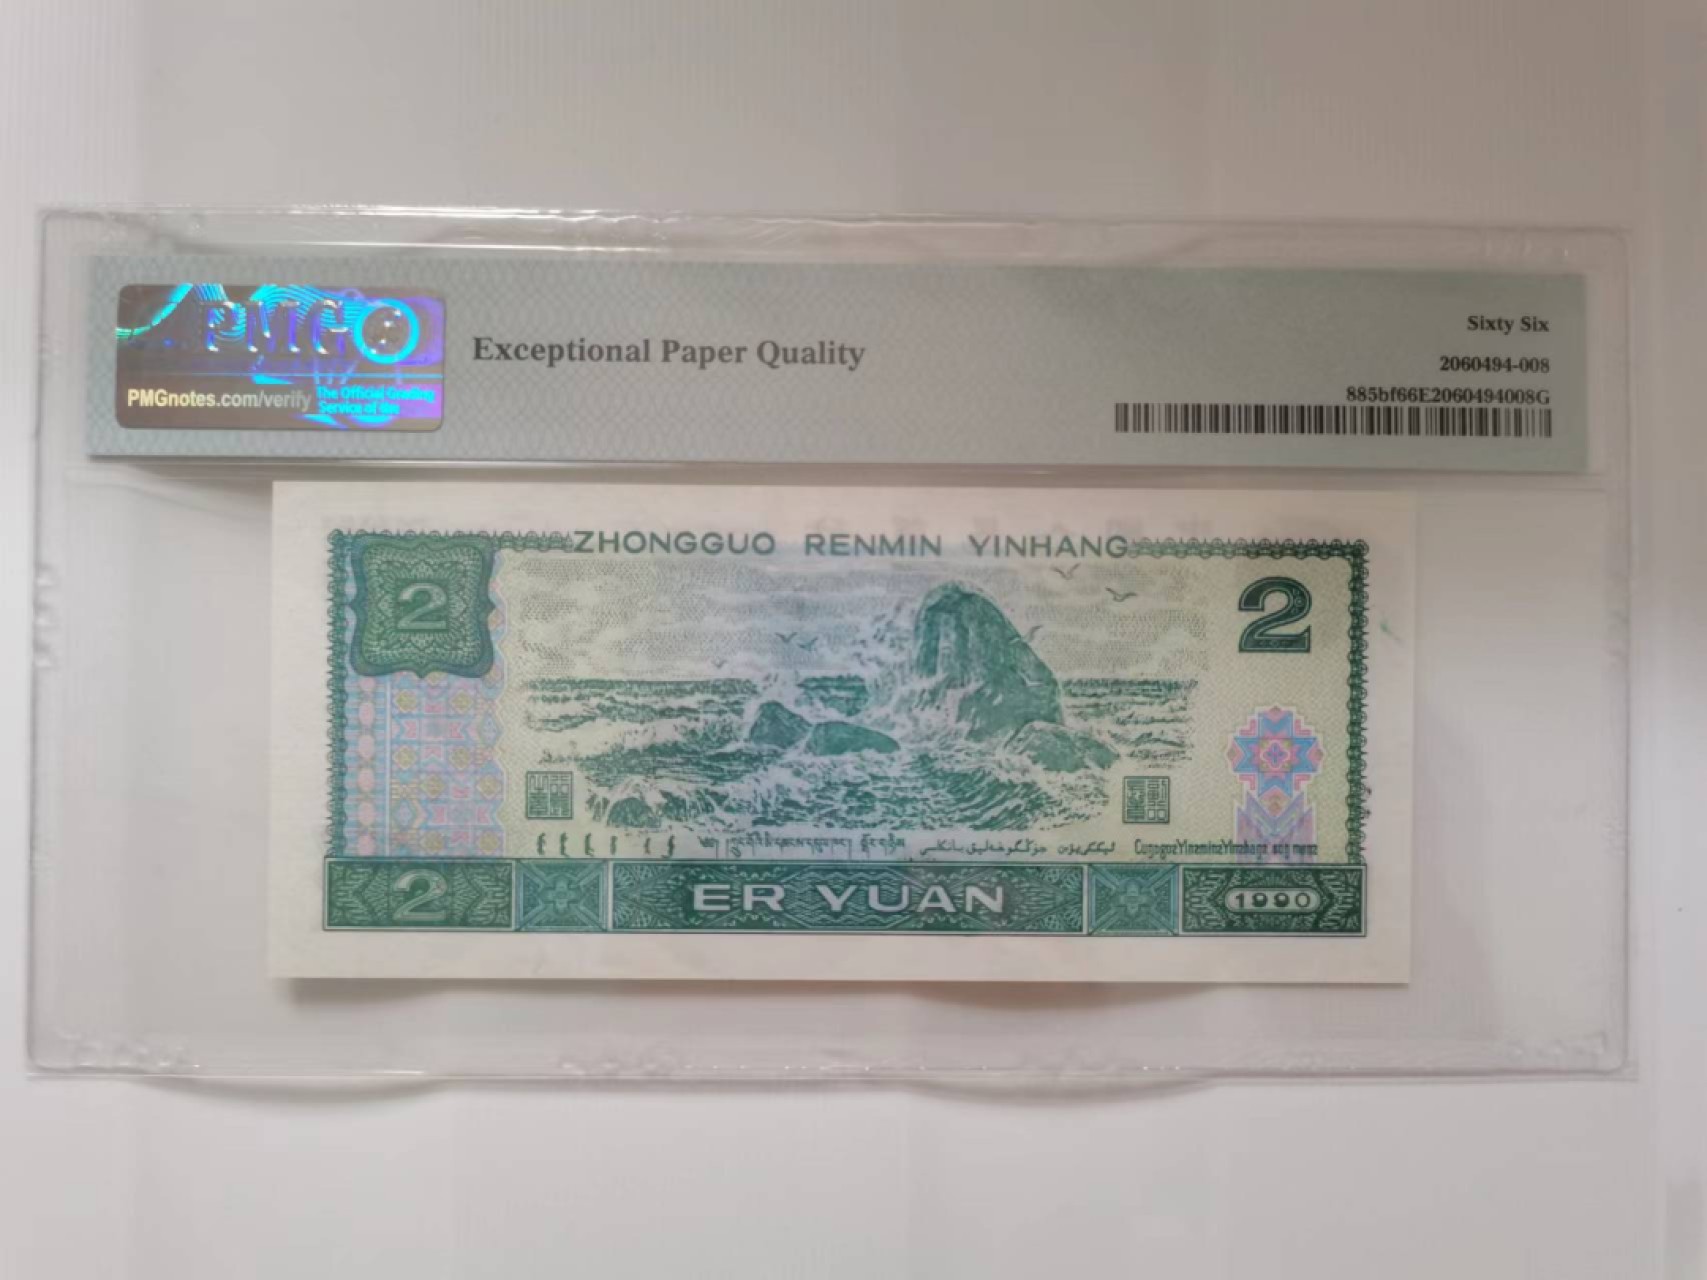 PMG
PMGnotes.com/verify
The Official Grading
Service of the
Exceptional Paper Quality
Sixty Six
2060494-008
885bf66E2060494008G
ZHONGGUO RENMIN YINHANG
2
2
2
ER YUAN
1990